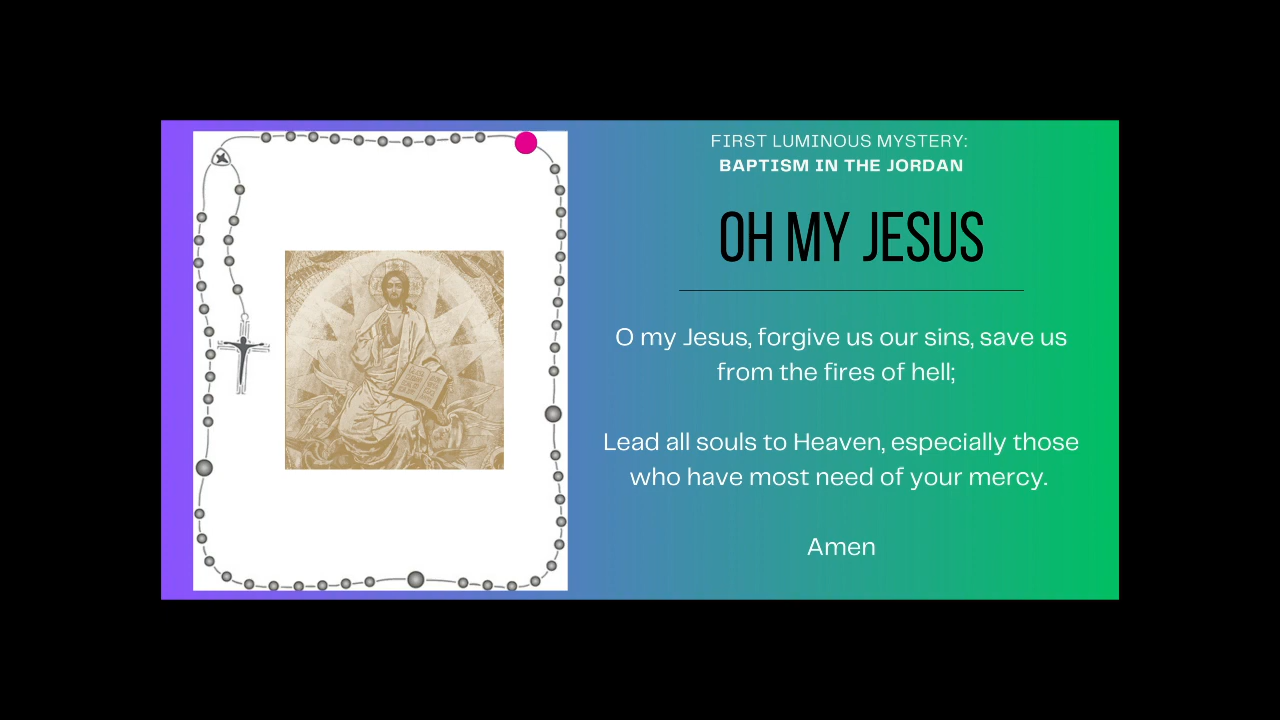 FIRST LUMINOUS MYSTERY:
BAPTISM IN THE JORDAN
OH MY JESUS
O my Jesus, forgive us our sins, save us
from the fires of hell;
Lead all souls to Heaven, especially those
who have most need of your mercy.
Amen